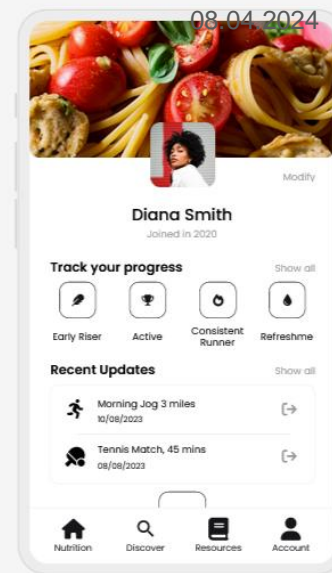 08.04.2024
Modify
Diana Smith
Joined in 2020
Track your progress
Show all
Early Riser
Active
Consistent
Runner
Refreshme
Recent Updates
Show all
Morning Jog 3 miles
10/08/2023
Tennis Match, 45 mins
08/08/2023
Nutrition
Discover
Resources
Account